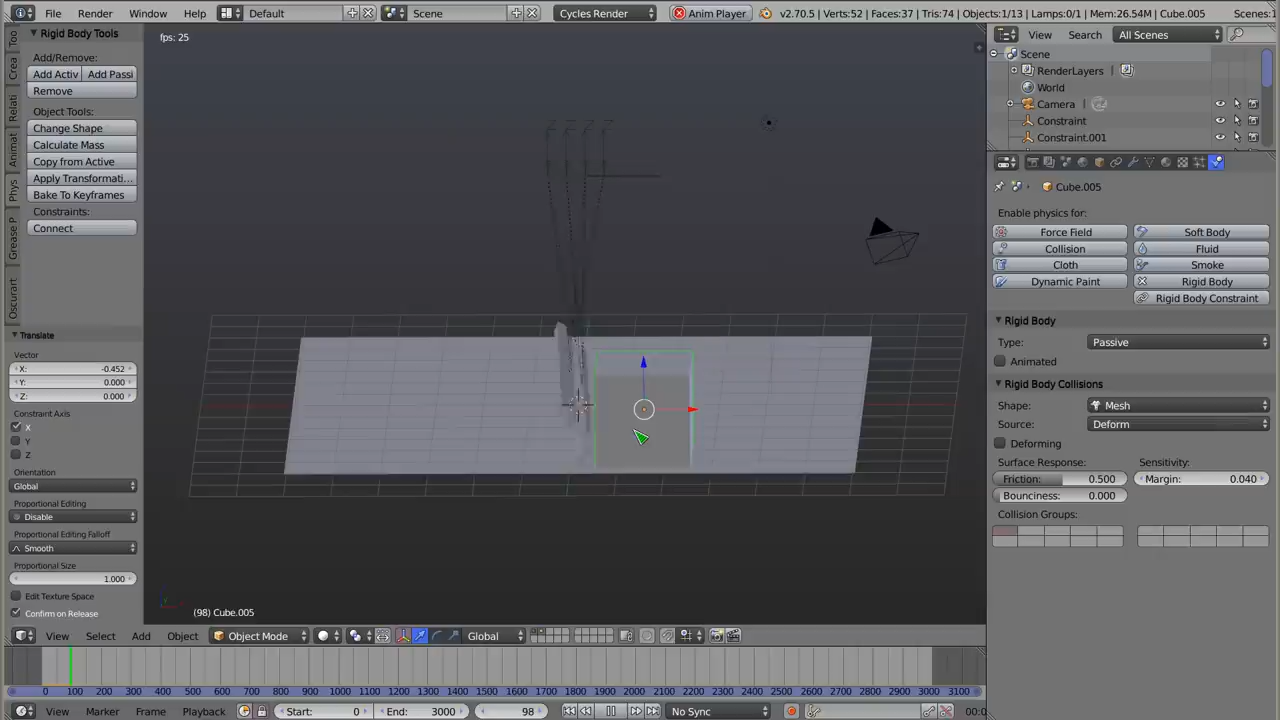 File Render Window Help Default Scene Cycles Render Anim Player v2.70.5 | Verts:52 | Faces:37 | Tris:74 | Objects:1/13 | Lamps:0/1 | Mem:26.54M | Cube.005 Scenes:1
Rigid Body Tools
Add/Remove:
Add Activ Add Passi
Remove
Object Tools:
Change Shape
Calculate Mass
Copy from Active
Apply Transformati...
Bake To Keyframes
Constraints:
Connect
Too
Crea
Relati
Animat
Phys
Grease P
Oscurart
Translate
Vector
X: -0.452
Y: 0.000
Z: 0.000
Constraint Axis
X
Y
Z
Orientation
Global
Proportional Editing
Disable
Proportional Editing Falloff
Smooth
Proportional Size
1.000
Edit Texture Space
Confirm on Release
fps: 25
(98) Cube.005
View Select Add Object Object Mode Global
0 100 200 300 400 500 600 700 800 900 1000 1100 1200 1300 1400 1500 1600 1700 1800 1900 2000 2100 2200 2300 2400 2500 2600 2700 2800 2900 3000 3100
View Marker Frame Playback Start: 0 End: 3000 98 No Sync
View Search All Scenes
Scene
RenderLayers
World
Camera
Constraint
Constraint.001
Cube.005
Enable physics for:
Force Field Soft Body
Collision Fluid
Cloth Smoke
Dynamic Paint Rigid Body
Rigid Body Constraint
Rigid Body
Type: Passive
Animated
Rigid Body Collisions
Shape: Mesh
Source: Deform
Deforming
Surface Response: Sensitivity:
Friction: 0.500 Margin: 0.040
Bounciness: 0.000
Collision Groups: